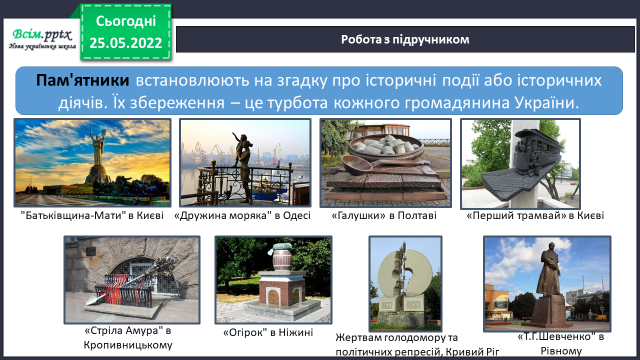 Всім.pptx
Нова українська школа
Сьогодні
25.05.2022
Робота з підручником
Пам'ятники встановлюють на згадку про історичні події або історичних
діячів. Їх збереження – це турбота кожного громадянина України.
"Батьківщина-Мати" в Києві
«Дружина моряка" в Одесі
«Галушки» в Полтаві
«Перший трамвай» в Києві
«Стріла Амура" в
Кропивницькому
«Огірок" в Ніжині
Жертвам голодомору та
політичних репресій, Кривий Ріг
«Т.Г.Шевченко" в
Рівному